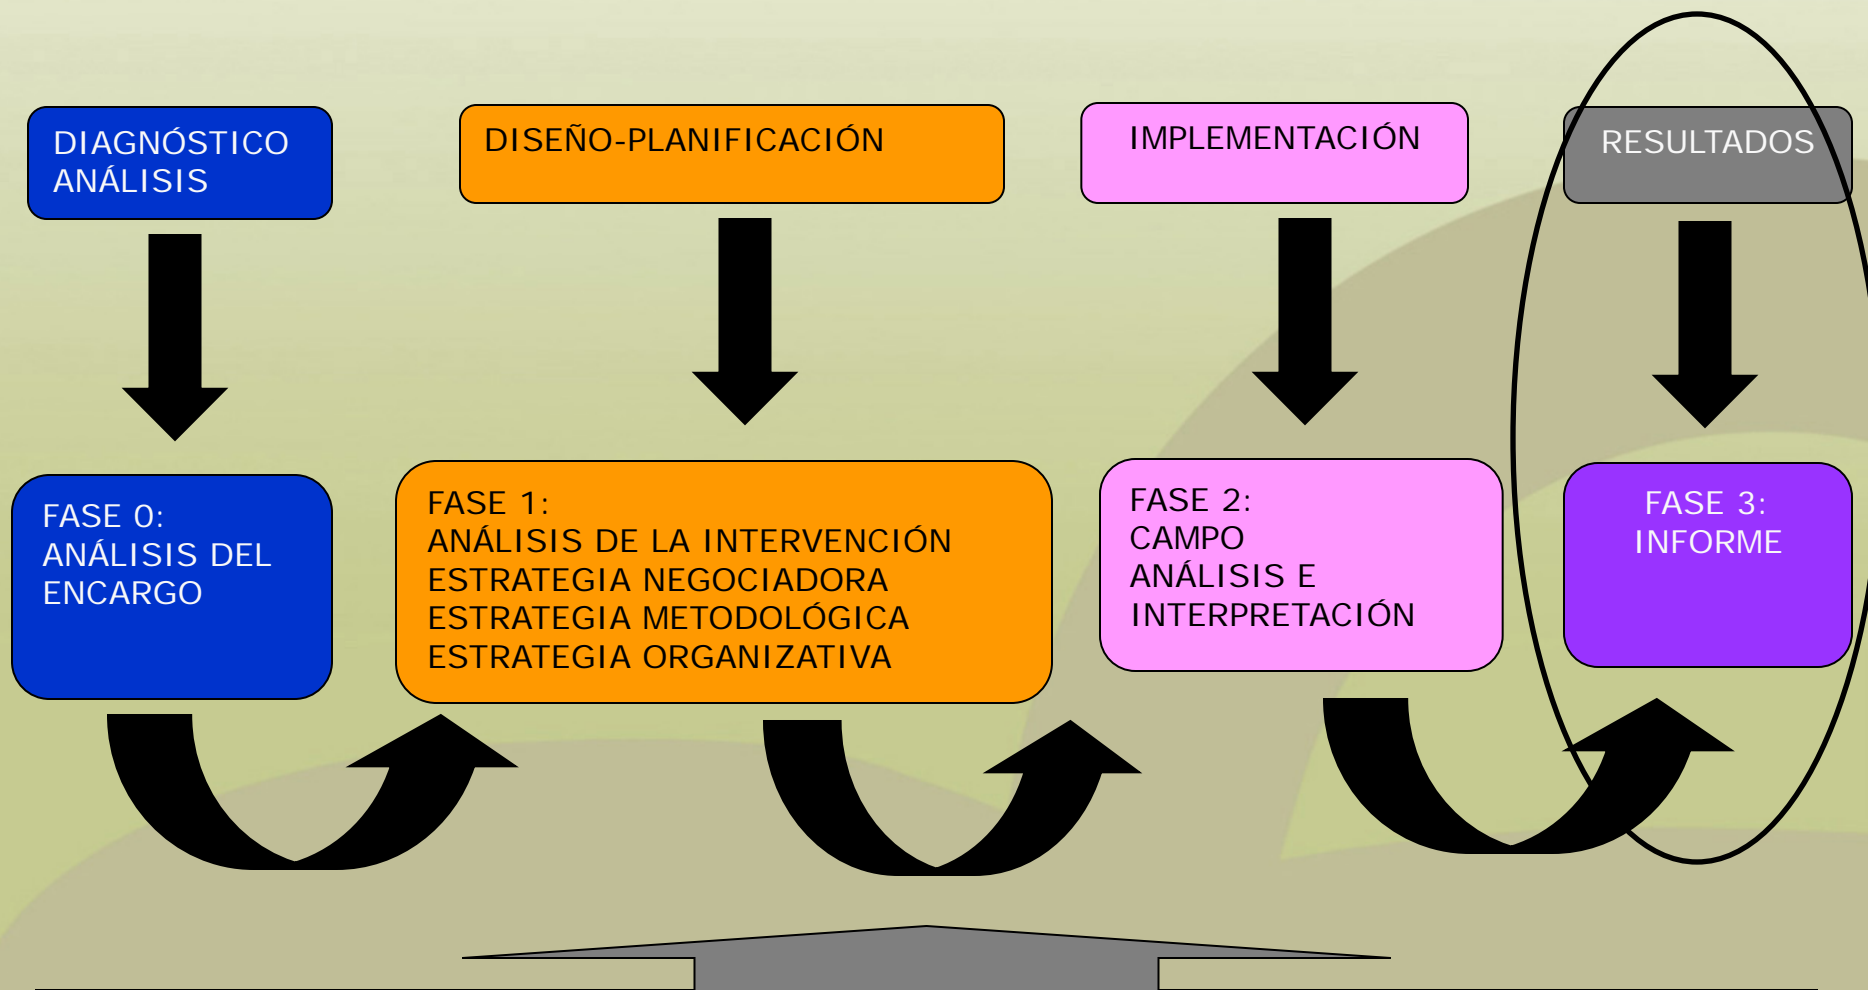 DIAGNÓSTICO
ANÁLISIS
DISEÑO-PLANIFICACIÓN
IMPLEMENTACIÓN
RESULTADOS
FASE 0:
ANÁLISIS DEL
ENCARGO
FASE 1:
ANÁLISIS DE LA INTERVENCIÓN
ESTRATEGIA NEGOCIADORA
ESTRATEGIA METODOLÓGICA
ESTRATEGIA ORGANIZATIVA
FASE 2:
CAMPO
ANÁLISIS E
INTERPRETACIÓN
FASE 3:
INFORME